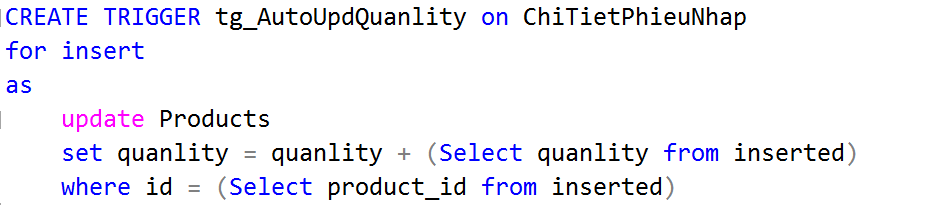 CREATE TRIGGER tg_AutoUpdQuanlity on ChiTietPhieuNhap
for insert
as
update Products
set quanlity = quanlity + (Select quanlity from inserted)
where id = (Select product_id from inserted)